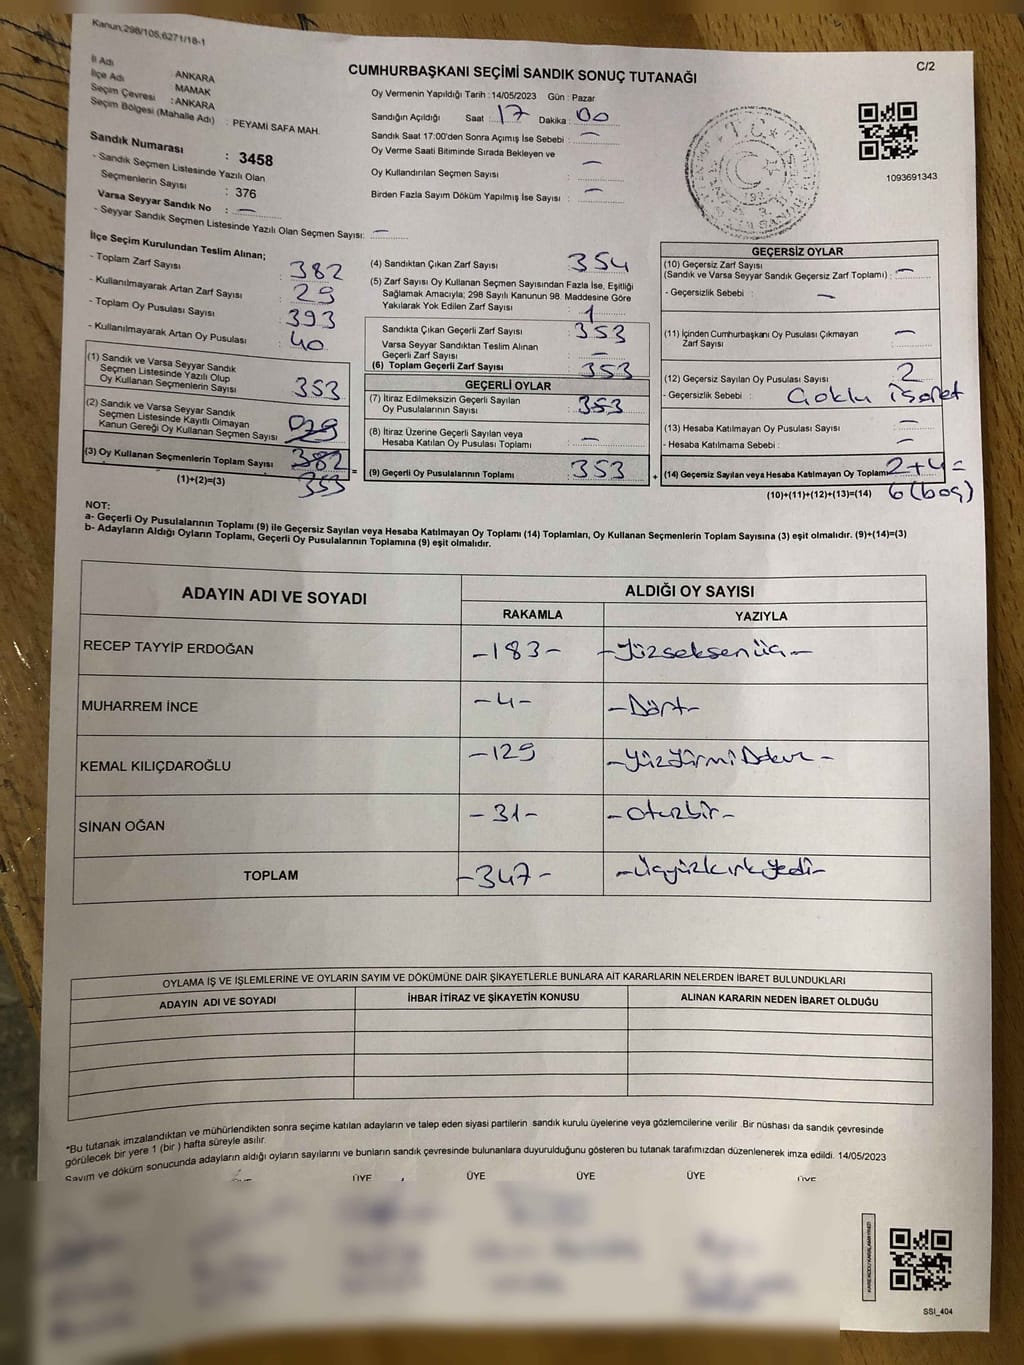 Kanun;298/105,6271/18-1
C/2
CUMHURBAŞKANI SEÇİMİ SANDIK SONUÇ TUTANAĞI
İl Adı : ANKARA
İlçe Adı MAMAK
Seçim Çevresi : ANKARA
Seçim Bölgesi (Mahalle Adı) : PEYAMİ SAFA MAH.
Sandık Numarası : 3458
- Sandık Seçmen Listesinde Yazılı Olan
Seçmenlerin Sayısı : 376
Varsa Seyyar Sandık No : —
- Seyyar Sandık Seçmen Listesinde Yazılı Olan Seçmen Sayısı: —
Oy Vermenin Yapıldığı Tarih : 14/05/2023 Gün : Pazar
Sandığın Açıldığı Saat : 17 Dakika : 00
Sandık Saat 17:00'den Sonra Açımış İse Sebebi : —
Oy Verme Saati Bitiminde Sırada Bekleyen ve
Oy Kullandırılan Seçmen Sayısı : —
Birden Fazla Sayım Döküm Yapılmış İse Sayısı : —
1093691343
İlçe Seçim Kurulundan Teslim Alınan;
- Toplam Zarf Sayısı 382
- Kullanılmayarak Artan Zarf Sayısı 29
- Toplam Oy Pusulası Sayısı 393
- Kullanılmayarak Artan Oy Pusulası 40
(1) Sandık ve Varsa Seyyar Sandık
Seçmen Listesinde Yazılı Olup
Oy Kullanan Seçmenlerin Sayısı 353
(2) Sandık ve Varsa Seyyar Sandık
Seçmen Listesinde Kayıtlı Olmayan
Kanun Gereği Oy Kullanan Seçmen Sayısı
(3) Oy Kullanan Seçmenlerin Toplam Sayısı 382
(1)+(2)=(3) 353
(4) Sandıktan Çıkan Zarf Sayısı 354
(5) Zarf Sayısı Oy Kullanan Seçmen Sayısından Fazla İse, Eşitliği
Sağlamak Amacıyla; 298 Sayılı Kanunun 98. Maddesine Göre
Yakılarak Yok Edilen Zarf Sayısı : 1
Sandıkta Çıkan Geçerli Zarf Sayısı : 353
Varsa Seyyar Sandıktan Teslim Alınan
Geçerli Zarf Sayısı : —
(6) Toplam Geçerli Zarf Sayısı : 353
GEÇERLİ OYLAR
(7) İtiraz Edilmeksizin Geçerli Sayılan
Oy Pusulalarının Sayısı : 353
(8) İtiraz Üzerine Geçerli Sayılan veya
Hesaba Katılan Oy Pusulası Toplamı : —
(9) Geçerli Oy Pusulalarının Toplamı : 353
GEÇERSİZ OYLAR
(10) Geçersiz Zarf Sayısı
(Sandık ve Varsa Seyyar Sandık Geçersiz Zarf Toplamı) : —
- Geçersizlik Sebebi : —
(11) İçinden Cumhurbaşkanı Oy Pusulası Çıkmayan
Zarf Sayısı : —
(12) Geçersiz Sayılan Oy Pusulası Sayısı : 2
- Geçersizlik Sebebi : Çoklu işaret
(13) Hesaba Katılmayan Oy Pusulası Sayısı : —
- Hesaba Katılmama Sebebi : —
(14) Geçersiz Sayılan veya Hesaba Katılmayan Oy Toplamı 2+4=
(10)+(11)+(12)+(13)=(14) 6 (boş)
NOT:
a- Geçerli Oy Pusulalarının Toplamı (9) ile Geçersiz Sayılan veya Hesaba Katılmayan Oy Toplamı (14) Toplamları, Oy Kullanan Seçmenlerin Toplam Sayısına (3) eşit olmalıdır. (9)+(14)=(3)
b- Adayların Aldığı Oyların Toplamı, Geçerli Oy Pusulalarının Toplamına (9) eşit olmalıdır.
ADAYIN ADI VE SOYADI ALDIĞI OY SAYISI
RAKAMLA YAZIYLA
RECEP TAYYİP ERDOĞAN -183- -Yüzseksenüç-
MUHARREM İNCE -4- -Dört-
KEMAL KILIÇDAROĞLU -129 -YüzYirmiDokuz-
SİNAN OĞAN -31- -Otuzbir-
TOPLAM -347- -Üçyüzkırkyedi-
OYLAMA İŞ VE İŞLEMLERİNE VE OYLARIN SAYIM VE DÖKÜMÜNE DAİR ŞİKAYETLERLE BUNLARA AİT KARARLARIN NELERDEN İBARET BULUNDUKLARI
ADAYIN ADI VE SOYADI İHBAR İTİRAZ VE ŞİKAYETİN KONUSU ALINAN KARARIN NEDEN İBARET OLDUĞU
*Bu tutanak imzalandıktan ve mühürlendikten sonra seçime katılan adayların ve talep eden siyasi partilerin sandık kurulu üyelerine veya gözlemcilerine verilir .Bir nüshası da sandık çevresinde
görülecek bir yere 1 (bir ) hafta süreyle asılır.
Sayım ve döküm sonucunda adayların aldığı oyların sayılarını ve bunların sandık çevresinde bulunanlara duyurulduğunu gösteren bu tutanak tarafımızdan düzenlenerek imza edildi. 14/05/2023
ÜYE ÜYE ÜYE ÜYE ÜYE ÜYE
SSI_404